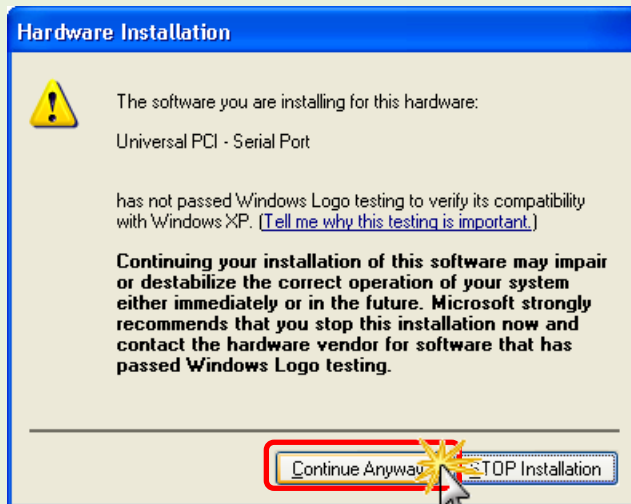 Hardware Installation
The software you are installing for this hardware:
Universal PCI - Serial Port
has not passed Windows Logo testing to verify its compatibility
with Windows XP. (Tell me why this testing is important.)
Continuing your installation of this software may impair
or destabilize the correct operation of your system
either immediately or in the future. Microsoft strongly
recommends that you stop this installation now and
contact the hardware vendor for software that has
passed Windows Logo testing.
Continue Anyway STOP Installation